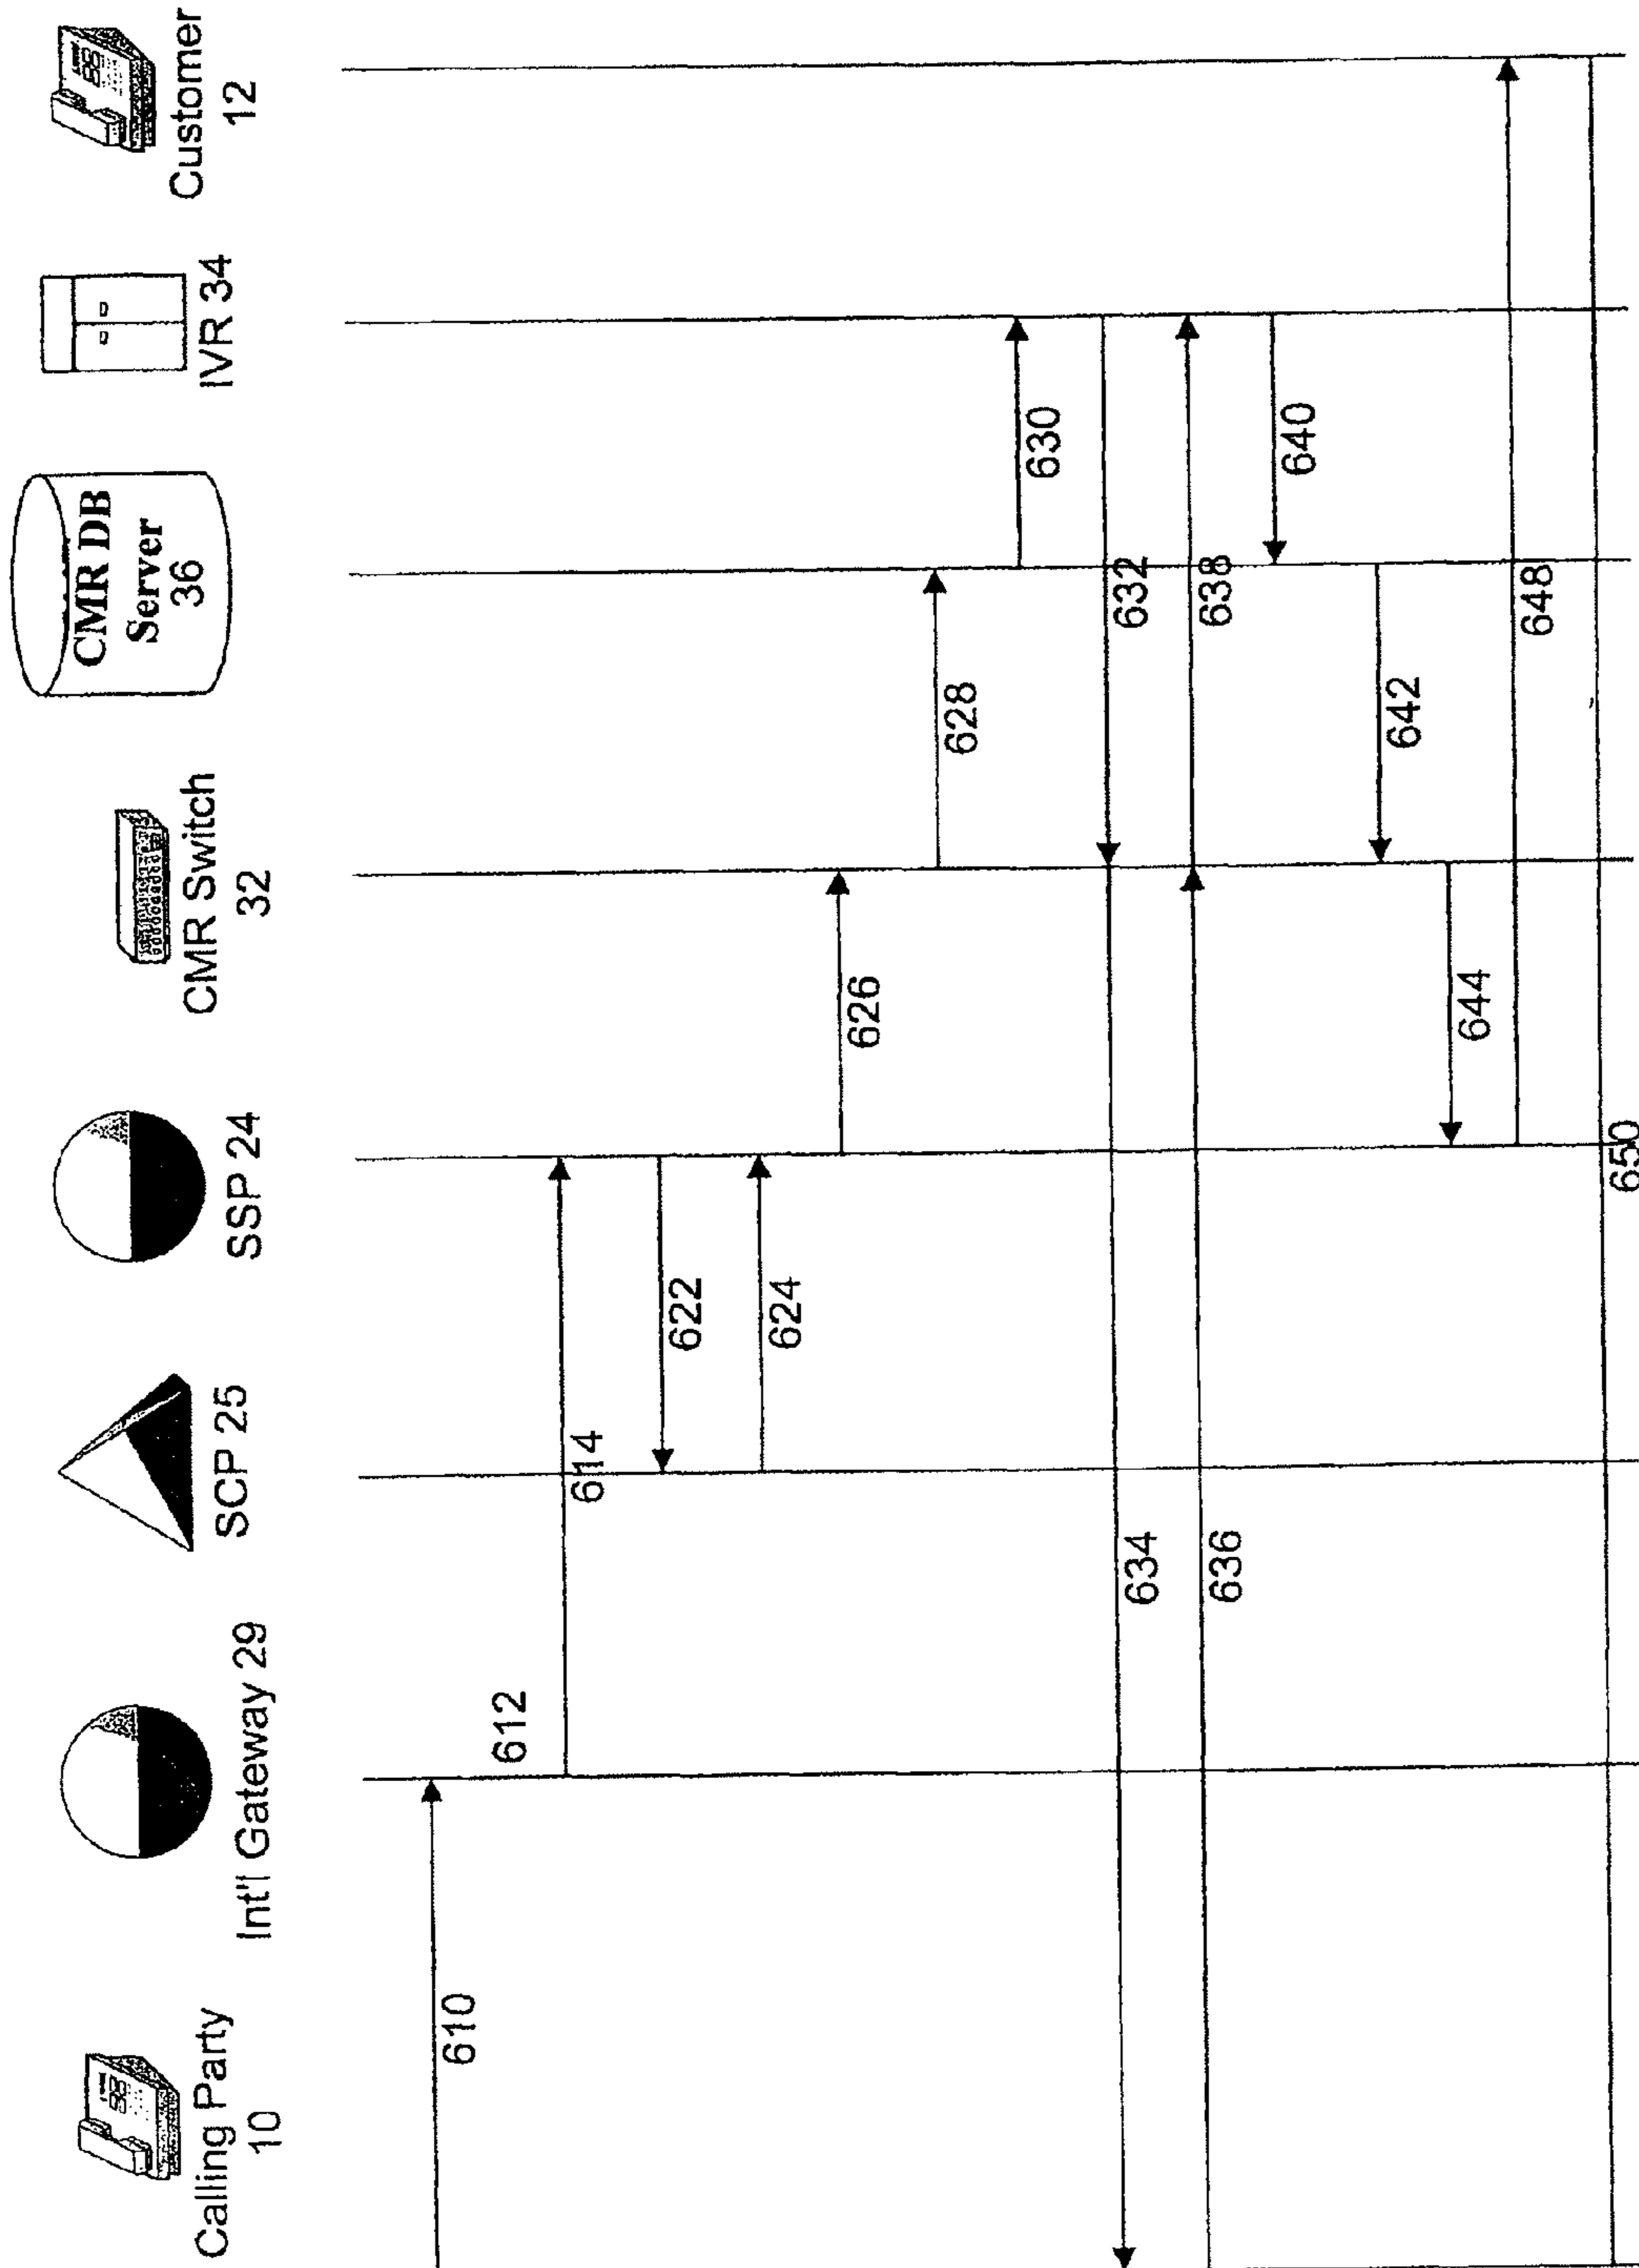 Calling Party
10
Int'l Gateway 29
SCP 25
SSP 24
CMR Switch
32
CMR DB
Server
36
IVR 34
Customer
12
610
612
614
622
624
626
628
630
632
634
636
638
640
642
644
648
650